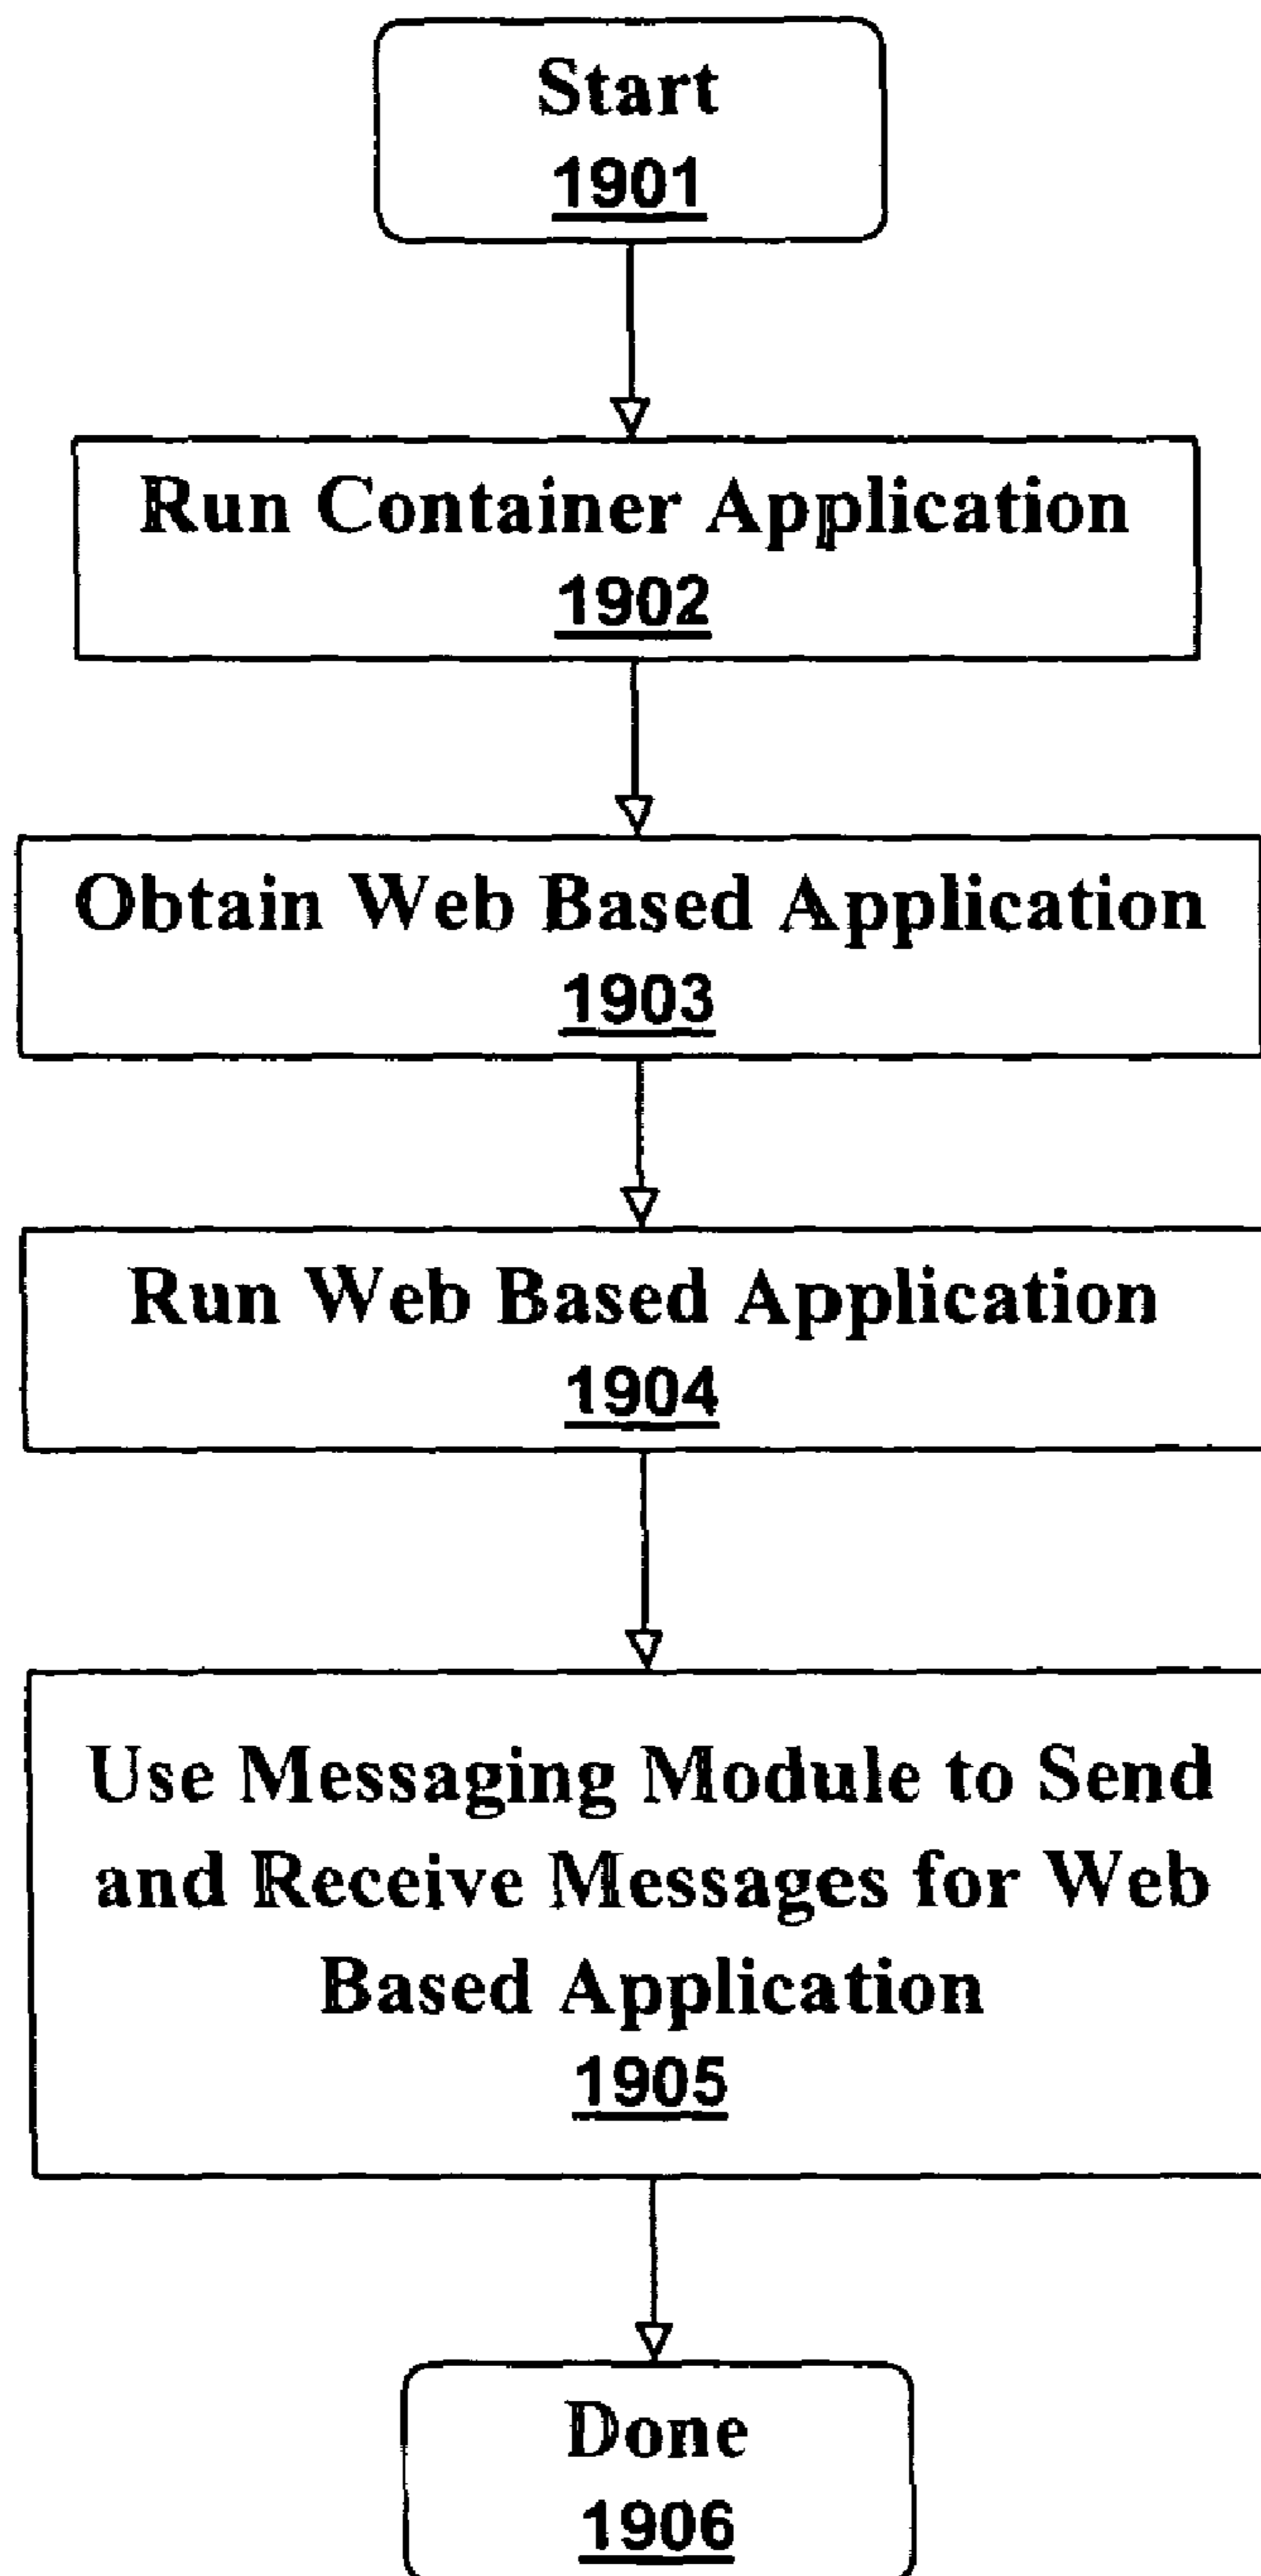 Start
1901
Run Container Application
1902
Obtain Web Based Application
1903
Run Web Based Application
1904
Use Messaging Module to Send
and Receive Messages for Web
Based Application
1905
Done
1906